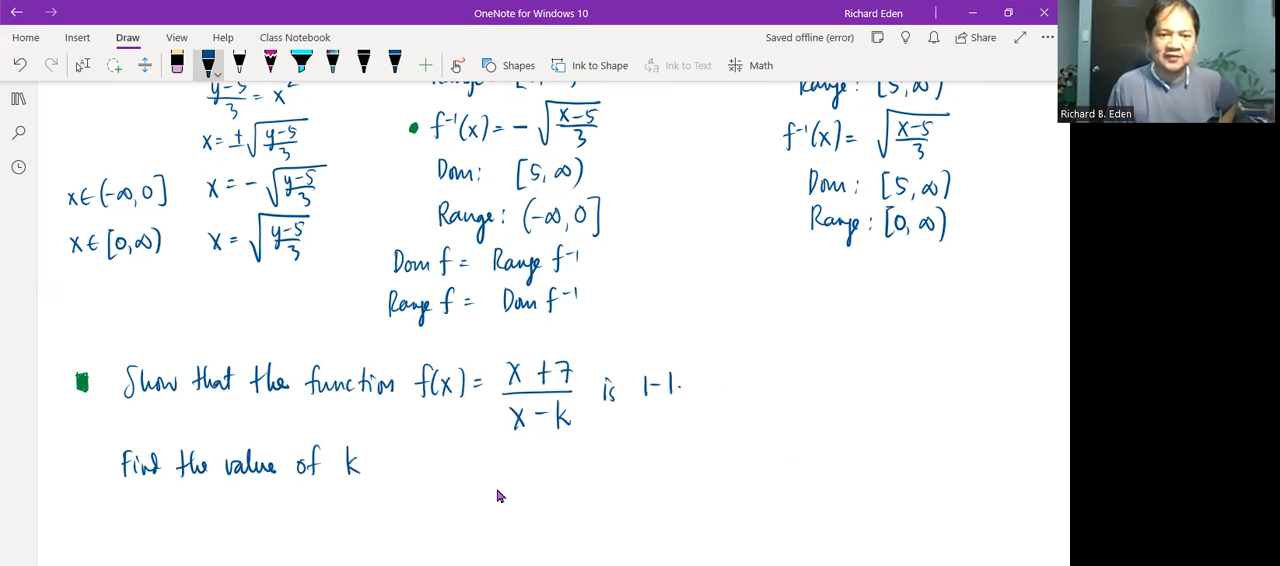 OneNote for Windows 10
Richard Eden
Home Insert Draw View Help Class Notebook
Saved offline (error)
Share
Shapes
Ink to Shape
Ink to Text
Math
Richard B. Eden
y-5/3 = x²
x = ±√(y-5/3)
x ∈ (-∞, 0] x = -√(y-5/3)
x ∈ [0, ∞) x = √(y-5/3)
f⁻¹(x) = -√(x-5/3)
Dom: [5, ∞)
Range: (-∞, 0]
Dom f = Range f⁻¹
Range f = Dom f⁻¹
Range: [5, ∞)
f⁻¹(x) = √(x-5/3)
Dom: [5, ∞)
Range: [0, ∞)
Show that the function f(x) = x+7/x-k is 1-1.
Find the value of k